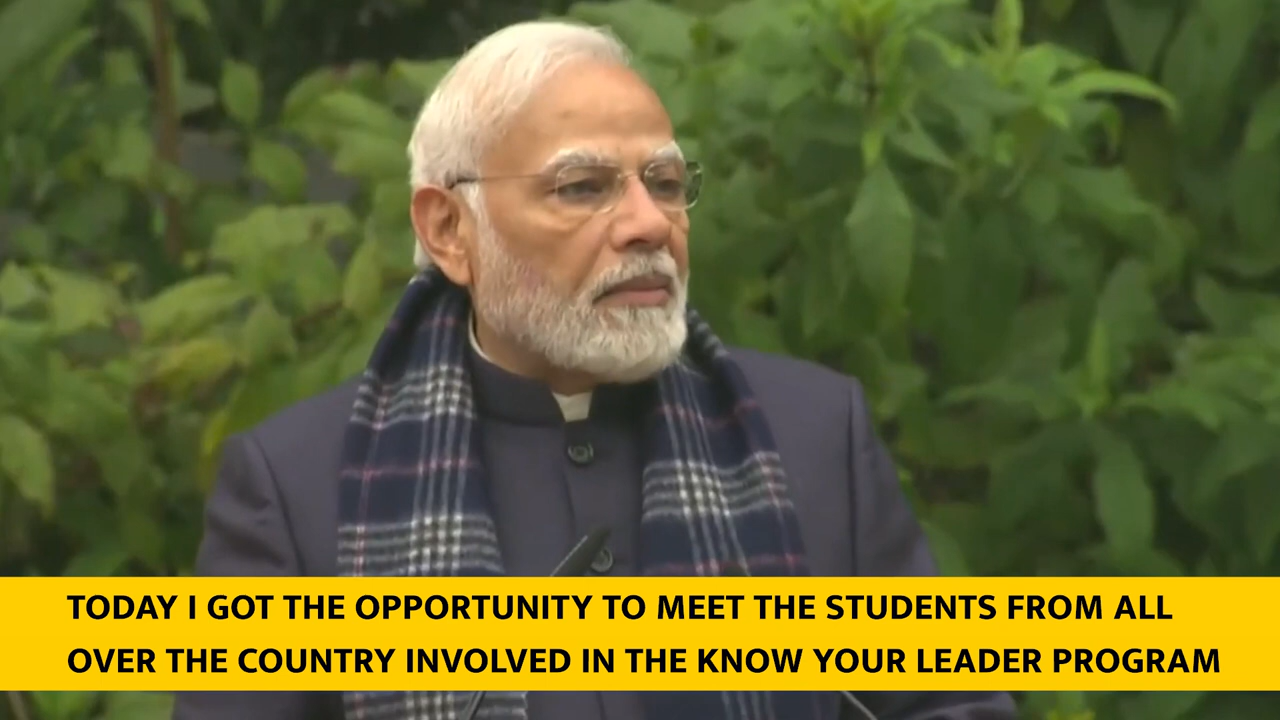 TODAY I GOT THE OPPORTUNITY TO MEET THE STUDENTS FROM ALL
OVER THE COUNTRY INVOLVED IN THE KNOW YOUR LEADER PROGRAM